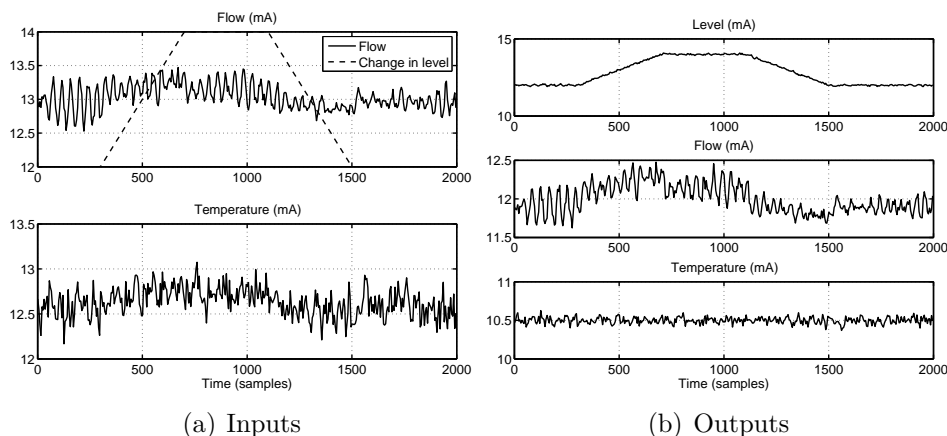 Flow (mA)
14
13.5
13
12.5
12
0 500 1000 1500 2000
Flow
Change in level
Temperature (mA)
13.5
13
12.5
12
0 500 1000 1500 2000
Time (samples)
(a) Inputs
Level (mA)
15
10
0 500 1000 1500 2000
Flow (mA)
12.5
12
11.5
0 500 1000 1500 2000
Temperature (mA)
11
10.5
10
0 500 1000 1500 2000
Time (samples)
(b) Outputs